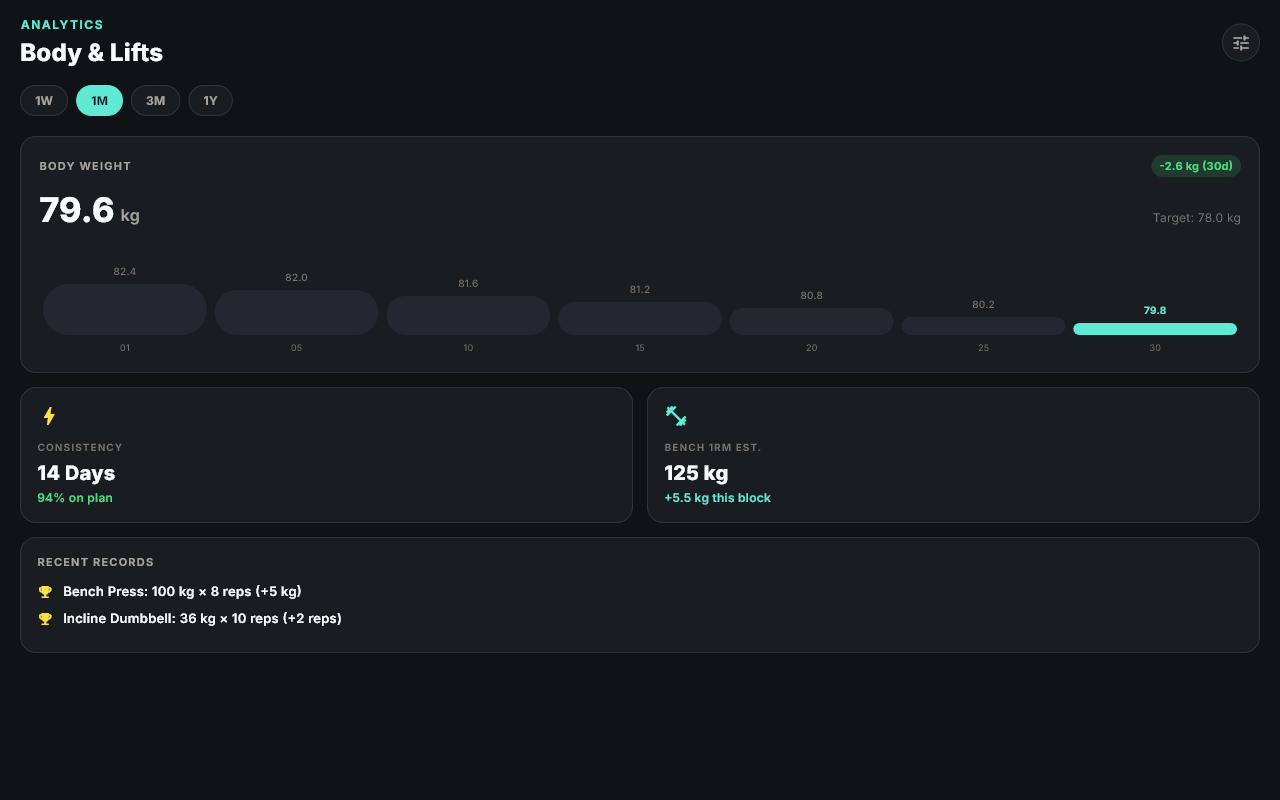 ANALYTICS
Body & Lifts
1W 1M 3M 1Y
BODY WEIGHT
-2.6 kg (30d)
79.6 kg
Target: 78.0 kg
82.4 82.0 81.6 81.2 80.8 80.2 79.8
01 05 10 15 20 25 30
CONSISTENCY
14 Days
94% on plan
BENCH 1RM EST.
125 kg
+5.5 kg this block
RECENT RECORDS
Bench Press: 100 kg × 8 reps (+5 kg)
Incline Dumbbell: 36 kg × 10 reps (+2 reps)